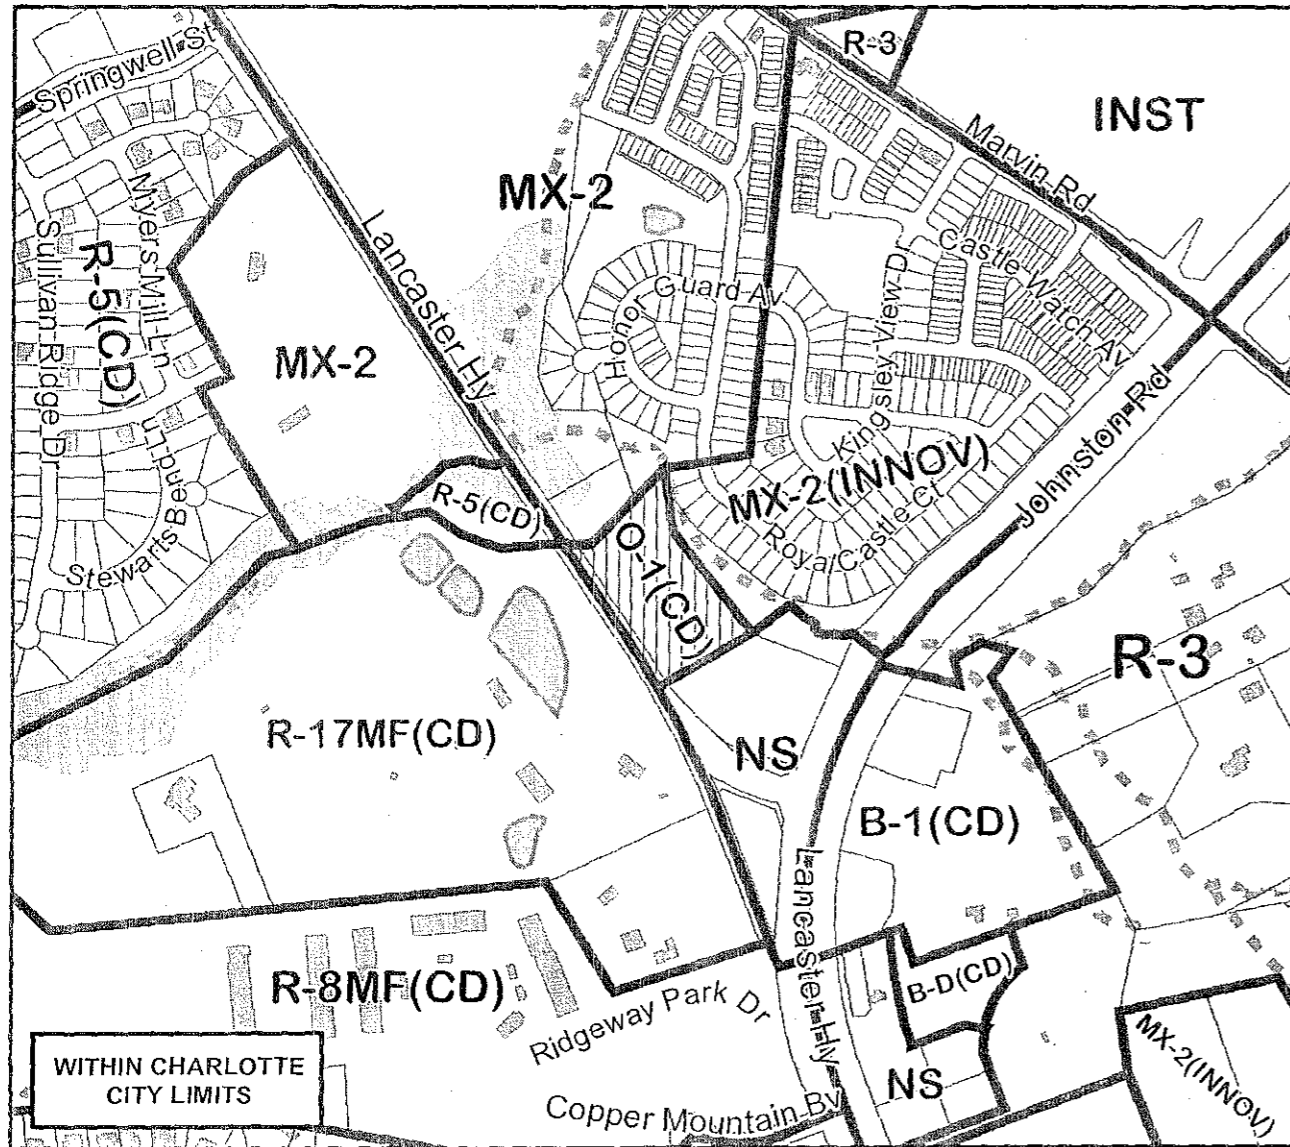 Springwell St
R-3
INST
Marvin Rd
MX-2
Lancaster Hy
Myers Mill Ln
Sullivan Ridge Dr
R-5(CD)
MX-2
Castle Watch Av
Guard Av
Honor
Kingsley View Dr
Johnston Rd
MX-2(INNOV)
Royal Castle Ct
R-5(CD)
O-1(CD)
Stewarts Bend Ln
R-3
R-17MF(CD)
NS
B-1(CD)
Lancaster Hy
R-8MF(CD)
Ridgeway Park Dr
B-D(CD)
MX-2(INNOV)
NS
WITHIN CHARLOTTE
CITY LIMITS
Copper Mountain Bv